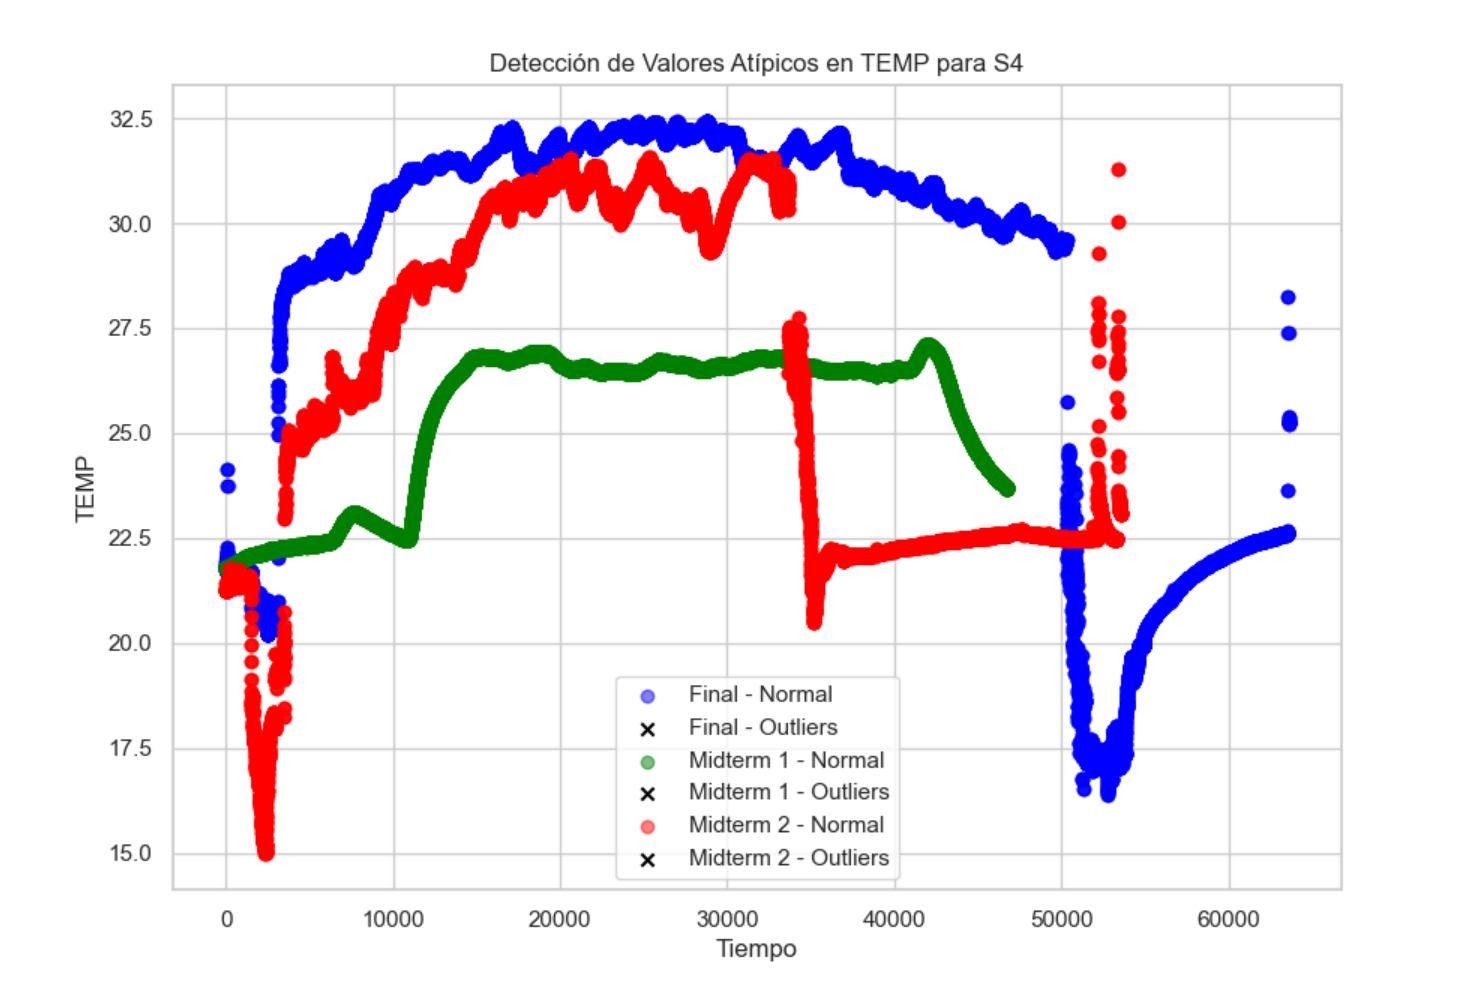 Detección de Valores Atípicos en TEMP para S4
32.5
30.0
27.5
25.0
22.5
20.0
17.5
15.0
TEMP
Final - Normal
Final - Outliers
Midterm 1 - Normal
Midterm 1 - Outliers
Midterm 2 - Normal
Midterm 2 - Outliers
0 10000 20000 30000 40000 50000 60000
Tiempo